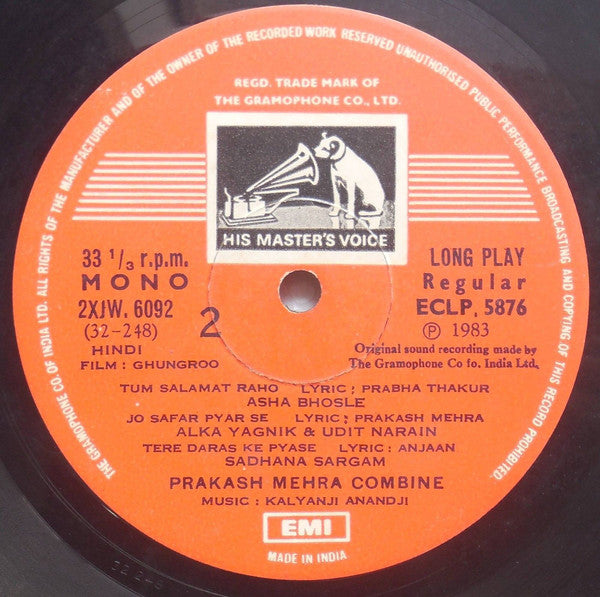 THE GRAMOPHONE CO OF INDIA LTD. ALL RIGHTS OF THE MANUFACTURER AND OF THE OWNER OF THE RECORDED WORK RESERVED UNAUTHORISED PUBLIC PERFORMANCE BROADCASTING AND COPYING OF THIS RECORD PROHIBITED.
REGD. TRADE MARK OF
THE GRAMOPHONE CO., LTD.
HIS MASTER'S VOICE
33 1/3 r.p.m.
MONO
2XJW. 6092
(32-248)
2
HINDI
FILM : GHUNGROO
LONG PLAY
Regular
ECLP. 5876
Ⓟ 1983
Original sound recording made by
The Gramophone Co fo. India Ltd.
TUM SALAMAT RAHO LYRIC ; PRABHA THAKUR
ASHA BHOSLE
JO SAFAR PYAR SE LYRIC; PRAKASH MEHRA
ALKA YAGNIK & UDIT NARAIN
TERE DARAS KE PYASE LYRIC: ANJAAN
SADHANA SARGAM
PRAKASH MEHRA COMBINE
MUSIC : KALYANJI ANANDJI
EMI
MADE IN INDIA